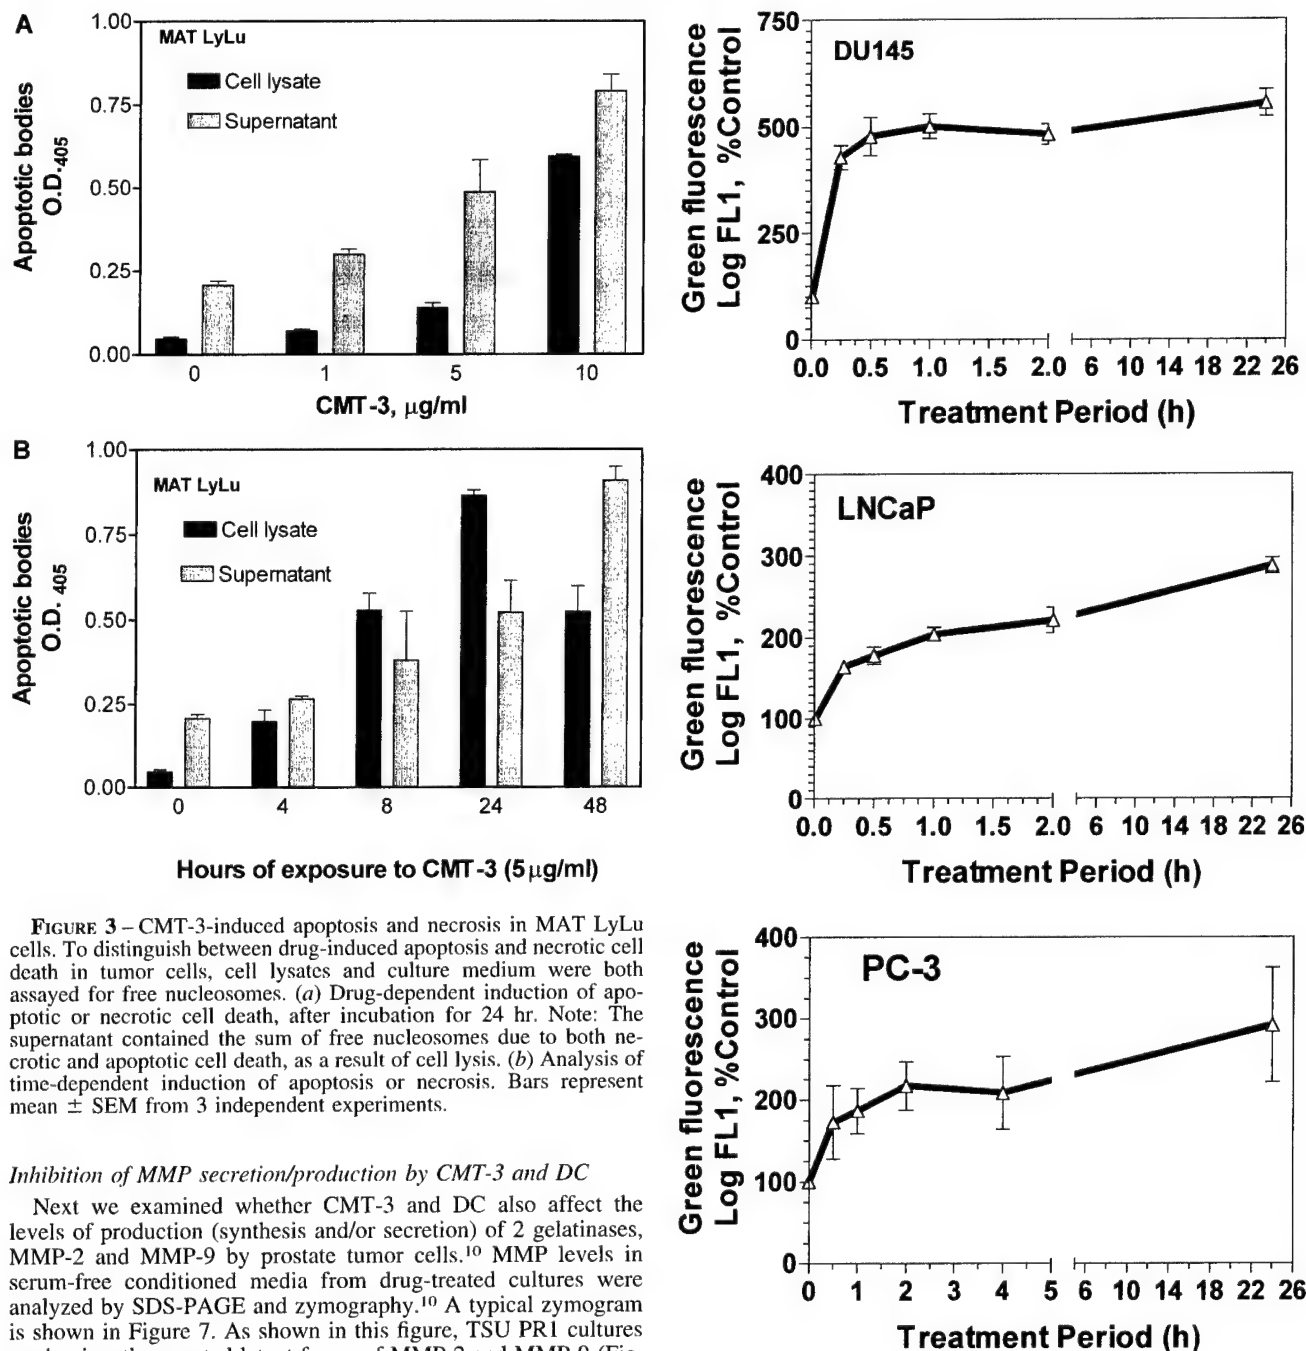 A
1.00
0.75
0.50
0.25
0.00
Apoptotic bodies
O.D.405
MAT LyLu
Cell lysate
Supernatant
0 1 5 10
CMT-3, µg/ml
B
1.00
0.75
0.50
0.25
0.00
Apoptotic bodies
O.D. 405
MAT LyLu
Cell lysate
Supernatant
0 4 8 24 48
Hours of exposure to CMT-3 (5µg/ml)
FIGURE 3 – CMT-3-induced apoptosis and necrosis in MAT LyLu
cells. To distinguish between drug-induced apoptosis and necrotic cell
death in tumor cells, cell lysates and culture medium were both
assayed for free nucleosomes. (a) Drug-dependent induction of apo-
ptotic or necrotic cell death, after incubation for 24 hr. Note: The
supernatant contained the sum of free nucleosomes due to both ne-
crotic and apoptotic cell death, as a result of cell lysis. (b) Analysis of
time-dependent induction of apoptosis or necrosis. Bars represent
mean ± SEM from 3 independent experiments.
Inhibition of MMP secretion/production by CMT-3 and DC
Next we examined whether CMT-3 and DC also affect the
levels of production (synthesis and/or secretion) of 2 gelatinases,
MMP-2 and MMP-9 by prostate tumor cells.10 MMP levels in
serum-free conditioned media from drug-treated cultures were
analyzed by SDS-PAGE and zymography.10 A typical zymogram
is shown in Figure 7. As shown in this figure, TSU PR1 cultures
750
500
250
0
Green fluorescence
Log FL1, %Control
DU145
0.0 0.5 1.0 1.5 2.0 6 10 14 18 22 26
Treatment Period (h)
400
300
200
100
0
Green fluorescence
Log FL1, %Control
LNCaP
0.0 0.5 1.0 1.5 2.0 6 10 14 18 22 26
Treatment Period (h)
400
300
200
100
0
Green fluorescence
Log FL1, %Control
PC-3
0 1 2 3 4 5 6 10 14 18 22 26
Treatment Period (h)